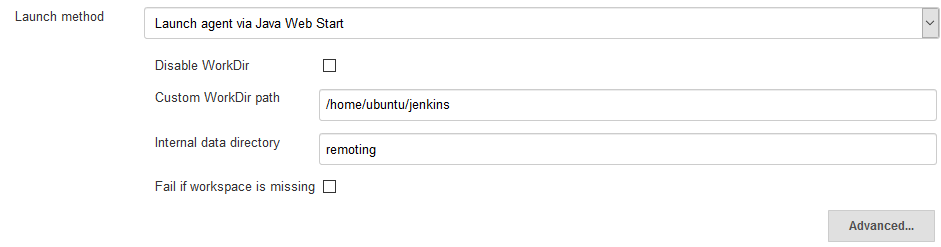 Launch method
Launch agent via Java Web Start
Disable WorkDir
Custom WorkDir path
/home/ubuntu/jenkins
Internal data directory
remoting
Fail if workspace is missing
Advanced...